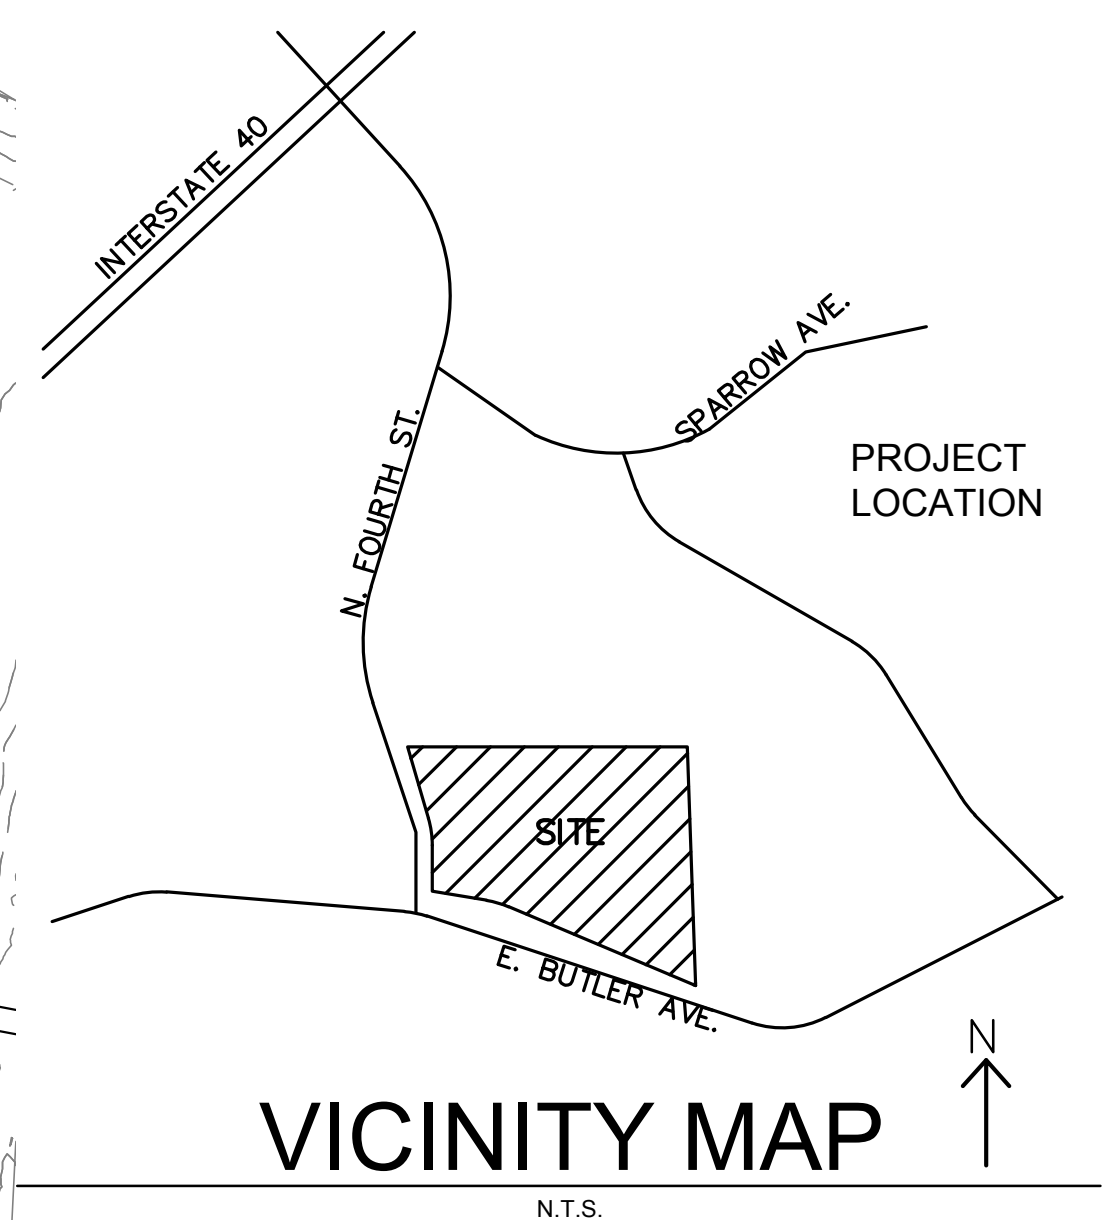 INTERSTATE 40
SPARROW AVE.
N. FOURTH ST.
PROJECT
LOCATION
SITE
E. BUTLER AVE.
N
VICINITY MAP
N.T.S.